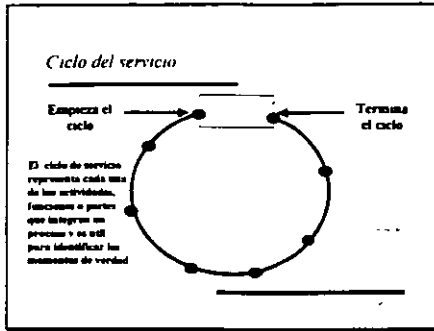 Ciclo del servicio
Empieza el
ciclo
Termina
el ciclo
El ciclo de servicio
representa cada una
de las actividades,
funciones o partes
que integran un
proceso y es util
para identificar los
momentos de verdad